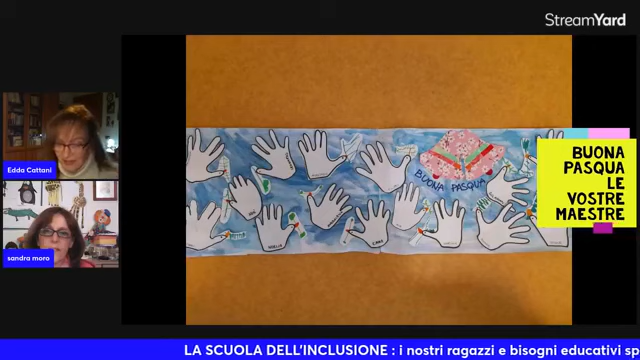 StreamYard
Edda Cattani
sandra moro
BUONA PASQUA
BUONA
PASQUA
LE
VOSTRE
MAESTRE
LA SCUOLA DELL'INCLUSIONE : i nostri ragazzi e bisogni educativi sp